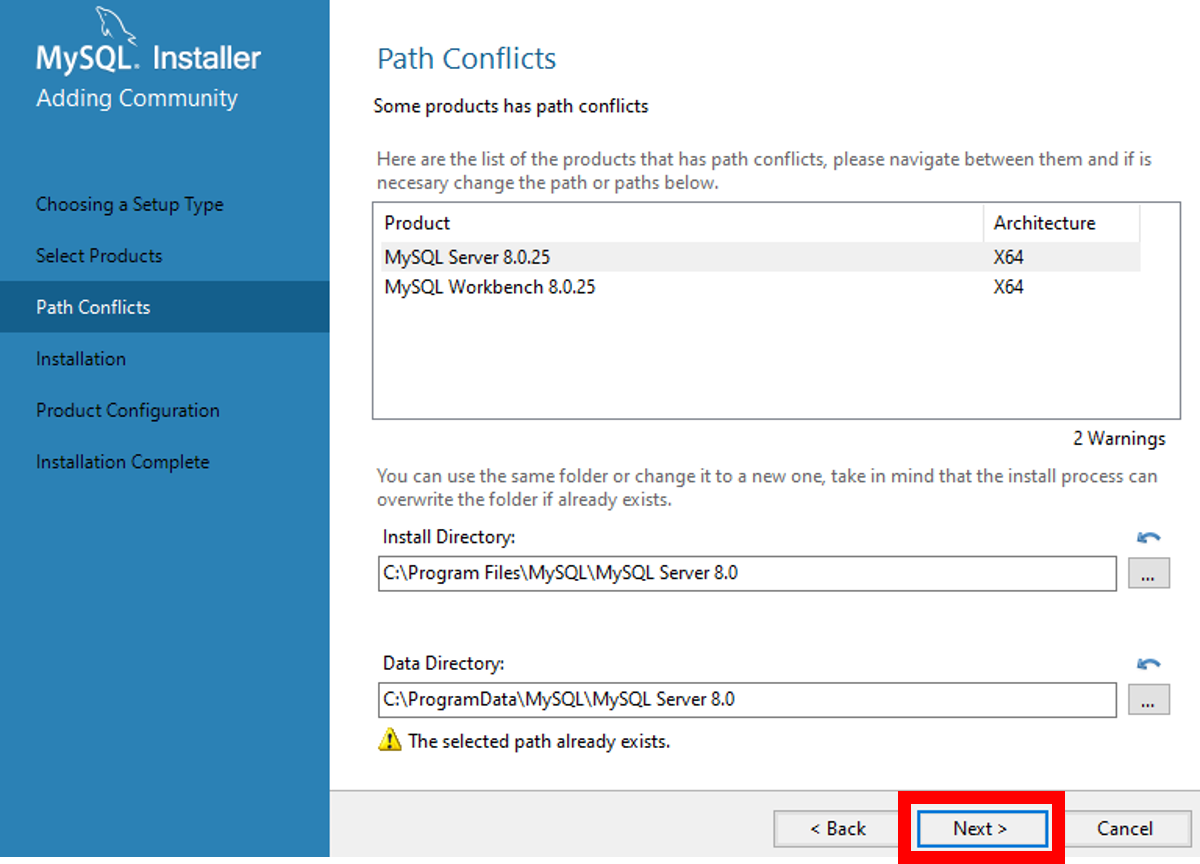 MySQL. Installer
Adding Community
Choosing a Setup Type
Select Products
Path Conflicts
Installation
Product Configuration
Installation Complete
Path Conflicts
Some products has path conflicts
Here are the list of the products that has path conflicts, please navigate between them and if is
necesary change the path or paths below.
Product Architecture
MySQL Server 8.0.25 X64
MySQL Workbench 8.0.25 X64
2 Warnings
You can use the same folder or change it to a new one, take in mind that the install process can
overwrite the folder if already exists.
Install Directory:
C:\Program Files\MySQL\MySQL Server 8.0
...
Data Directory:
C:\ProgramData\MySQL\MySQL Server 8.0
...
The selected path already exists.
< Back Next > Cancel